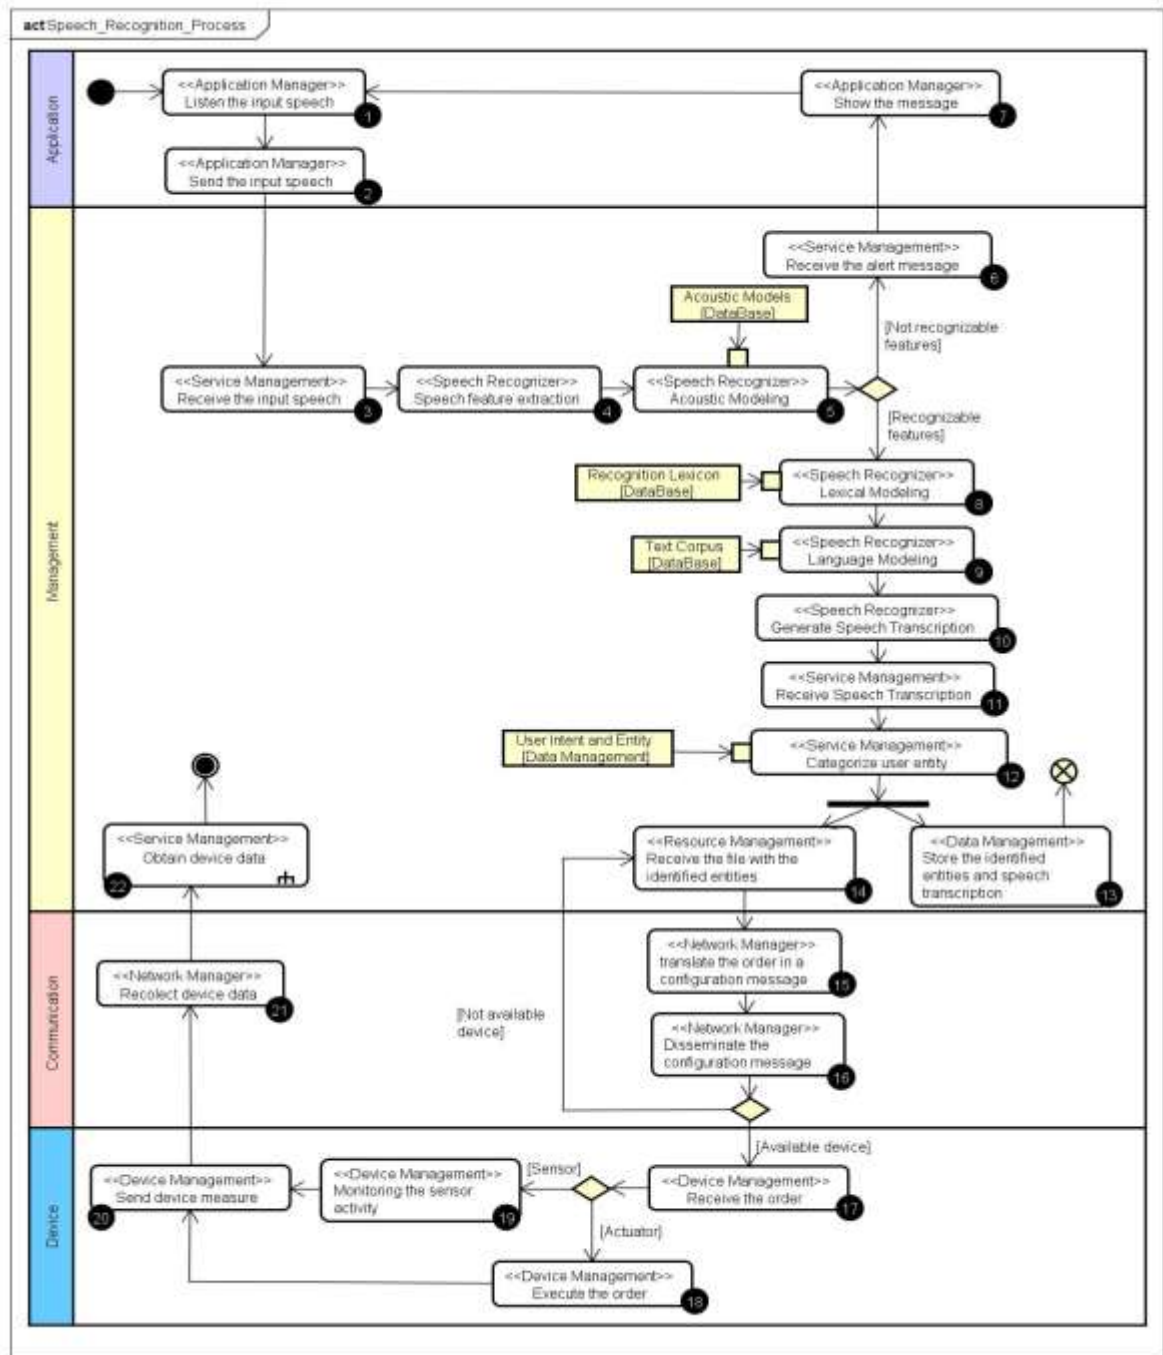 act Speech_Recognition_Process
Application
<<Application Manager>>
Listen the input speech
1
<<Application Manager>>
Show the message
7
<<Application Manager>>
Send the input speech
2
Management
<<Service Management>>
Receive the alert message
6
Acoustic Models
[DataBase]
[Not recognizable
features]
<<Service Management>>
Receive the input speech
3
<<Speech Recognizer>>
Speech feature extraction
4
<<Speech Recognizer>>
Acoustic Modeling
5
[Recognizable
features]
Recognition Lexicon
[DataBase]
<<Speech Recognizer>>
Lexical Modeling
8
Text Corpus
[DataBase]
<<Speech Recognizer>>
Language Modeling
9
<<Speech Recognizer>>
Generate Speech Transcription
10
<<Service Management>>
Receive Speech Transcription
11
User Intent and Entity
[Data Management]
<<Service Management>>
Categorize user entity
12
<<Service Management>>
Obtain device data
22
<<Resource Management>>
Receive the file with the
identified entities
14
<<Data Management>>
Store the identified
entities and speech
transcription
13
Communication
<<Network Manager>>
translate the order in a
configuration message
15
<<Network Manager>>
Recolect device data
21
[Not available
device]
<<Network Manager>>
Disseminate the
configuration message
16
Device
[Available device]
<<Device Management>>
Send device measure
20
<<Device Management>>
Monitoring the sensor
activity
19
[Sensor]
<<Device Management>>
Receive the order
17
[Actuator]
<<Device Management>>
Execute the order
18